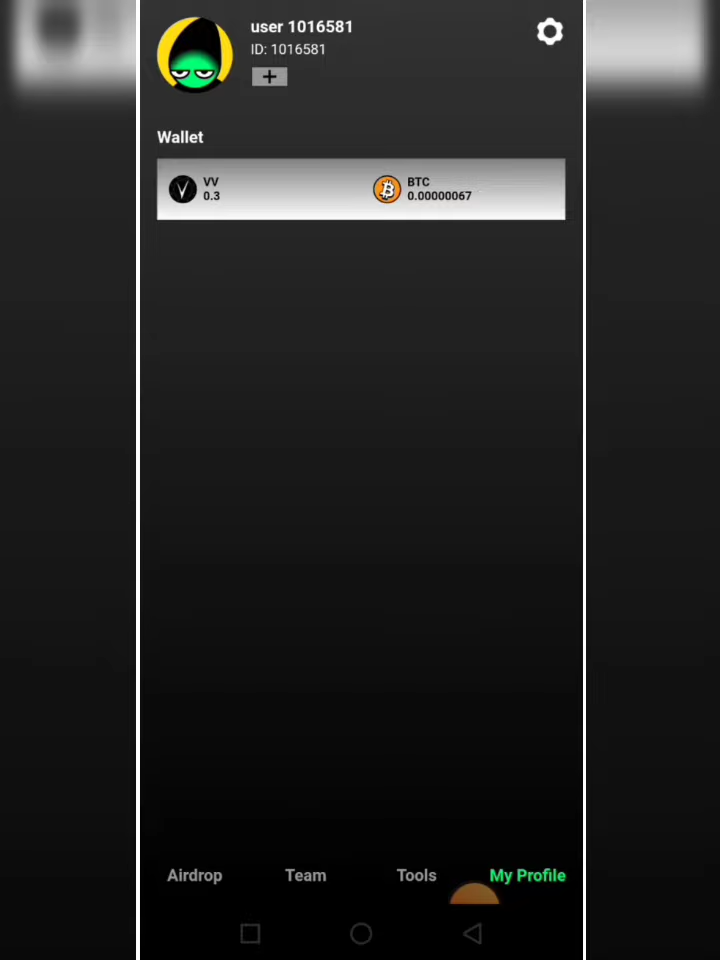 user 1016581
ID: 1016581
+
Wallet
VV
0.3
BTC
0.00000067
Airdrop
Team
Tools
My Profile